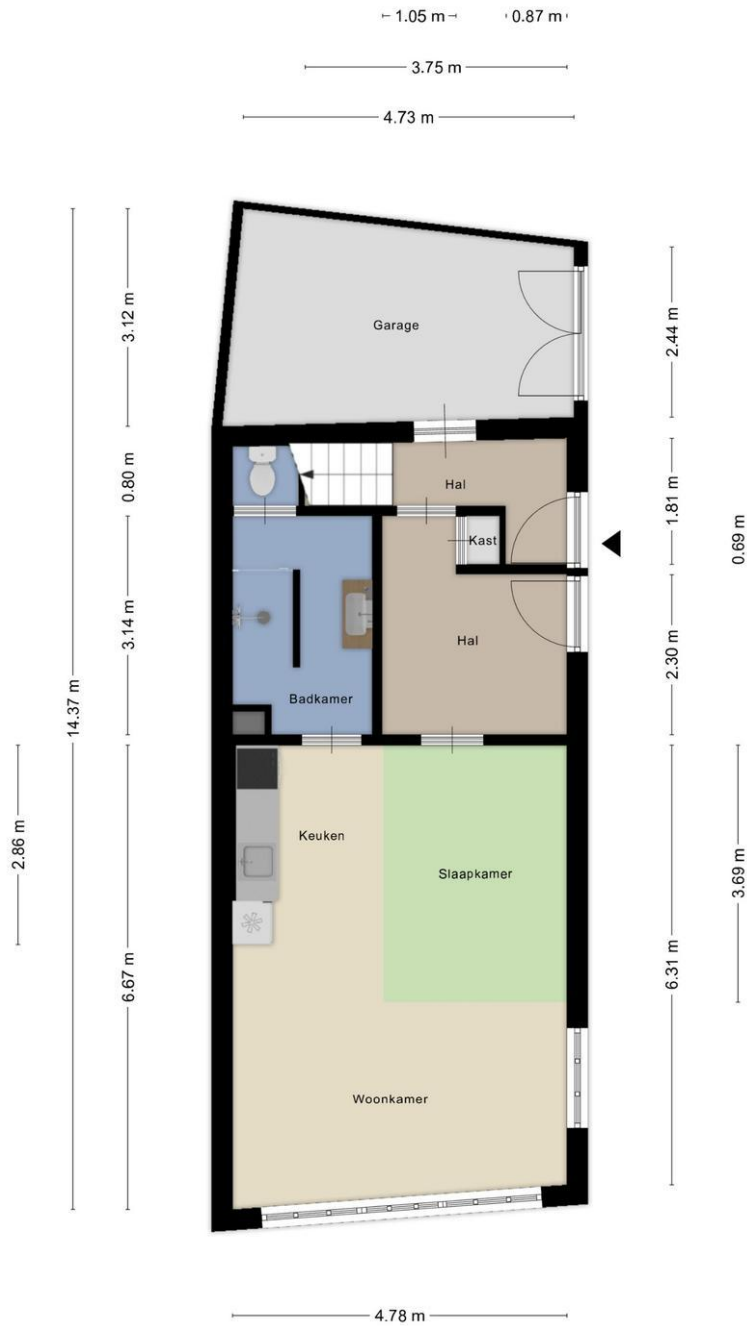 1.05 m
0.87 m
3.75 m
4.73 m
3.12 m
2.44 m
Garage
0.80 m
Hal
1.81 m
0.69 m
Kast
3.14 m
Hal
2.30 m
14.37 m
Badkamer
2.86 m
Keuken
Slaapkamer
3.69 m
6.67 m
6.31 m
Woonkamer
4.78 m